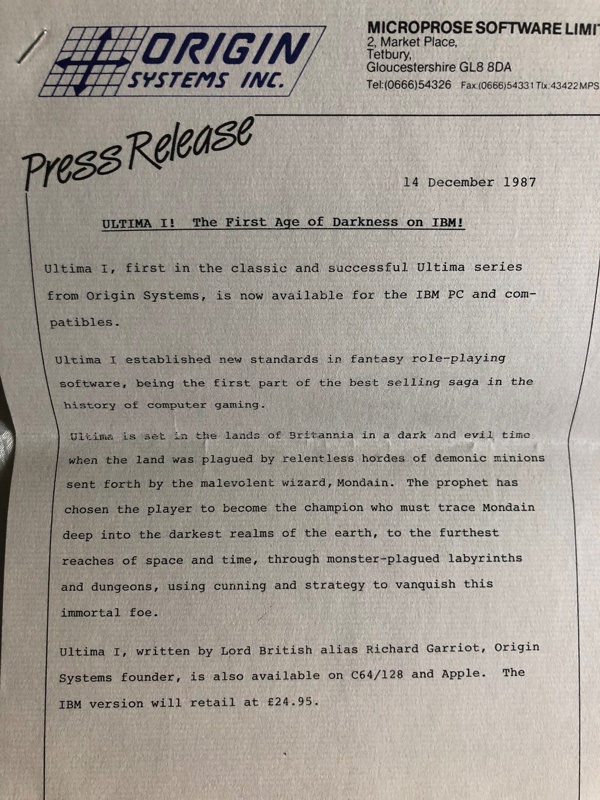 ORIGIN
SYSTEMS INC.
MICROPROSE SOFTWARE LIMIT
2, Market Place,
Tetbury,
Gloucestershire GL8 8DA
Tel:(0666)54326 Fax:(0666)54331 Tlx:43422MPS
Press Release
14 December 1987
ULTIMA I! The First Age of Darkness on IBM!
Ultima I, first in the classic and successful Ultima series
from Origin Systems, is now available for the IBM PC and com-
patibles.
Ultima I established new standards in fantasy role-playing
software, being the first part of the best selling saga in the
history of computer gaming.
Ultima is set in the lands of Britannia in a dark and evil time
when the land was plagued by relentless hordes of demonic minions
sent forth by the malevolent wizard, Mondain. The prophet has
chosen the player to become the champion who must trace Mondain
deep into the darkest realms of the earth, to the furthest
reaches of space and time, through monster-plagued labyrinths
and dungeons, using cunning and strategy to vanquish this
immortal foe.
Ultima I, written by Lord British alias Richard Garriot, Origin
Systems founder, is also available on C64/128 and Apple. The
IBM version will retail at £24.95.